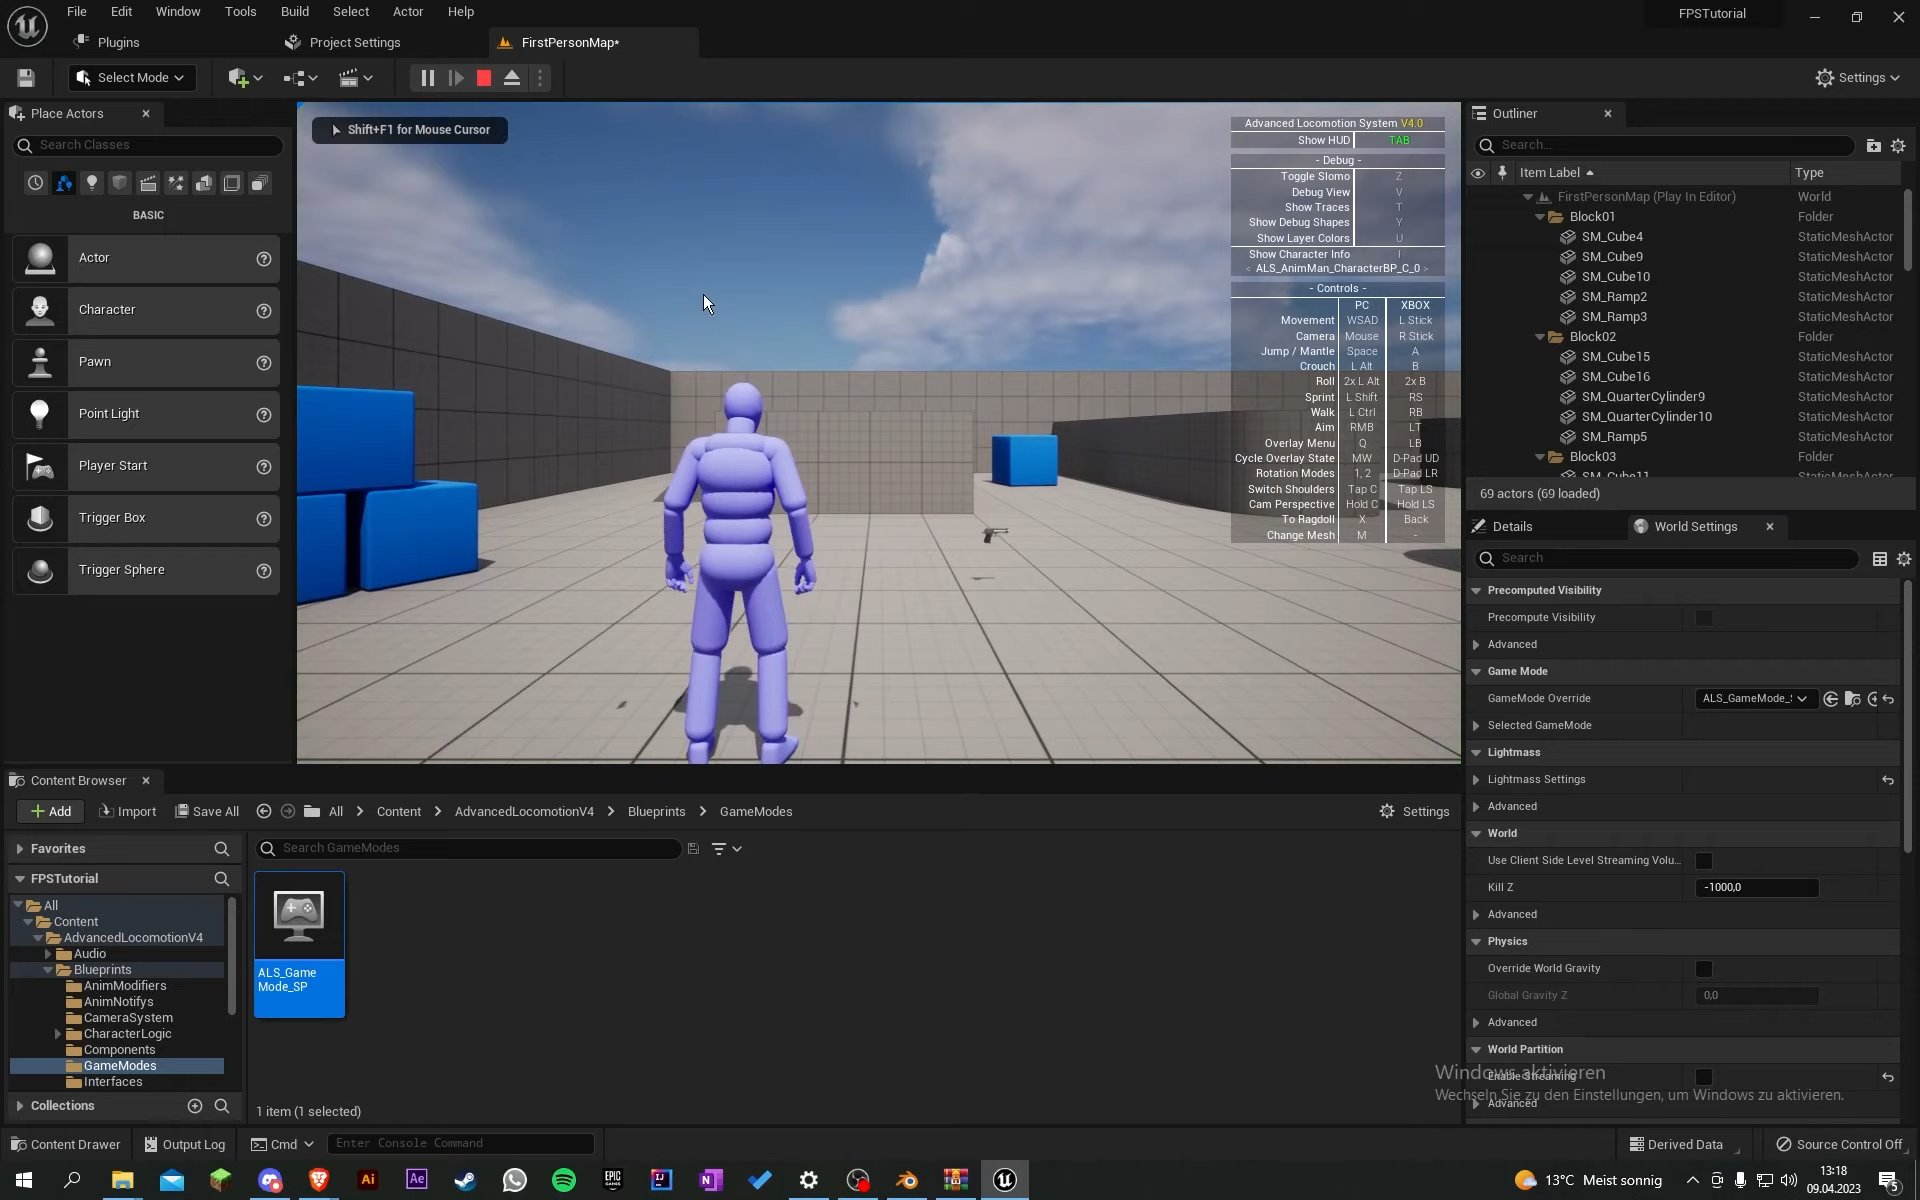 File Edit Window Tools Build Select Actor Help
FPSTutorial
Plugins
Project Settings
FirstPersonMap*
Select Mode
Settings
Place Actors
Search Classes
BASIC
Actor
Character
Pawn
Point Light
Player Start
Trigger Box
Trigger Sphere
Shift+F1 for Mouse Cursor
Advanced Locomotion System V4.0
Show HUD TAB
- Debug -
Toggle Slomo Z
Debug View V
Show Traces T
Show Debug Shapes Y
Show Layer Colors U
Show Character Info I
< ALS_AnimMan_CharacterBP_C_0 >
- Controls -
PC XBOX
Movement WSAD L Stick
Camera Mouse R Stick
Jump / Mantle Space A
Crouch L Alt B
Roll 2x L Alt 2x B
Sprint L Shift RS
Walk L Ctrl RB
Aim RMB LT
Overlay Menu Q LB
Cycle Overlay State MW D-Pad UD
Rotation Modes 1, 2 D-Pad LR
Switch Shoulders Tap C Tap LS
Cam Perspective Hold C Hold LS
To Ragdoll X Back
Change Mesh M -
Outliner
Search...
Item Label Type
FirstPersonMap (Play In Editor) World
Block01 Folder
SM_Cube4 StaticMeshActor
SM_Cube9 StaticMeshActor
SM_Cube10 StaticMeshActor
SM_Ramp2 StaticMeshActor
SM_Ramp3 StaticMeshActor
Block02 Folder
SM_Cube15 StaticMeshActor
SM_Cube16 StaticMeshActor
SM_QuarterCylinder9 StaticMeshActor
SM_QuarterCylinder10 StaticMeshActor
SM_Ramp5 StaticMeshActor
Block03 Folder
SM_Cube11 StaticMeshActor
69 actors (69 loaded)
Details
World Settings
Search
Precomputed Visibility
Precompute Visibility
Advanced
Game Mode
GameMode Override ALS_GameMode_
Selected GameMode
Lightmass
Lightmass Settings
Advanced
World
Use Client Side Level Streaming Volu...
Kill Z -1000,0
Advanced
Physics
Override World Gravity
Global Gravity Z 0,0
Advanced
World Partition
Enable Streaming
Advanced
Windows aktivieren
Wechseln Sie zu den Einstellungen, um Windows zu aktivieren.
Content Browser
Add Import Save All All > Content > AdvancedLocomotionV4 > Blueprints > GameModes
Settings
Favorites
Search GameModes
FPSTutorial
All
Content
AdvancedLocomotionV4
Audio
Blueprints
AnimModifiers
AnimNotifys
CameraSystem
CharacterLogic
Components
GameModes
Interfaces
Collections
ALS_Game
Mode_SP
1 item (1 selected)
Content Drawer Output Log Cmd Enter Console Command
Derived Data Source Control Off
Ai
Ae
EPIC
GAMES
IJ
N
13°C Meist sonnig
13:18
09.04.2023
5